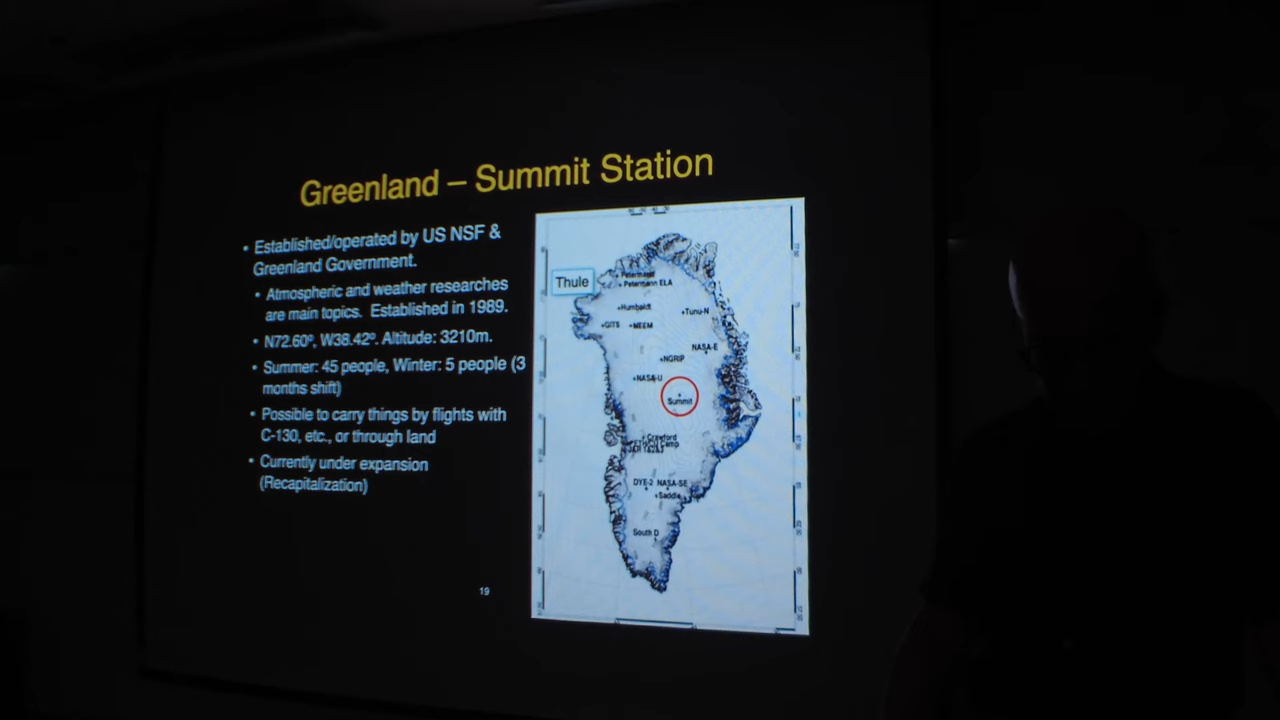 Greenland – Summit Station
• Established/operated by US NSF &
Greenland Government.
• Atmospheric and weather researches
are main topics. Established in 1989.
• N72.60º, W38.42º. Altitude: 3210m.
• Summer: 45 people, Winter: 5 people (3
months shift)
• Possible to carry things by flights with
C-130, etc., or through land
• Currently under expansion
(Recapitalization)
19
Thule
Petermann
Petermann ELA
Humboldt
Tunu-N
GITS
NEEM
NASA-E
NGRIP
NASA-U
Summit
Crawford
DYE-2
NASA-SE
Saddle
South D